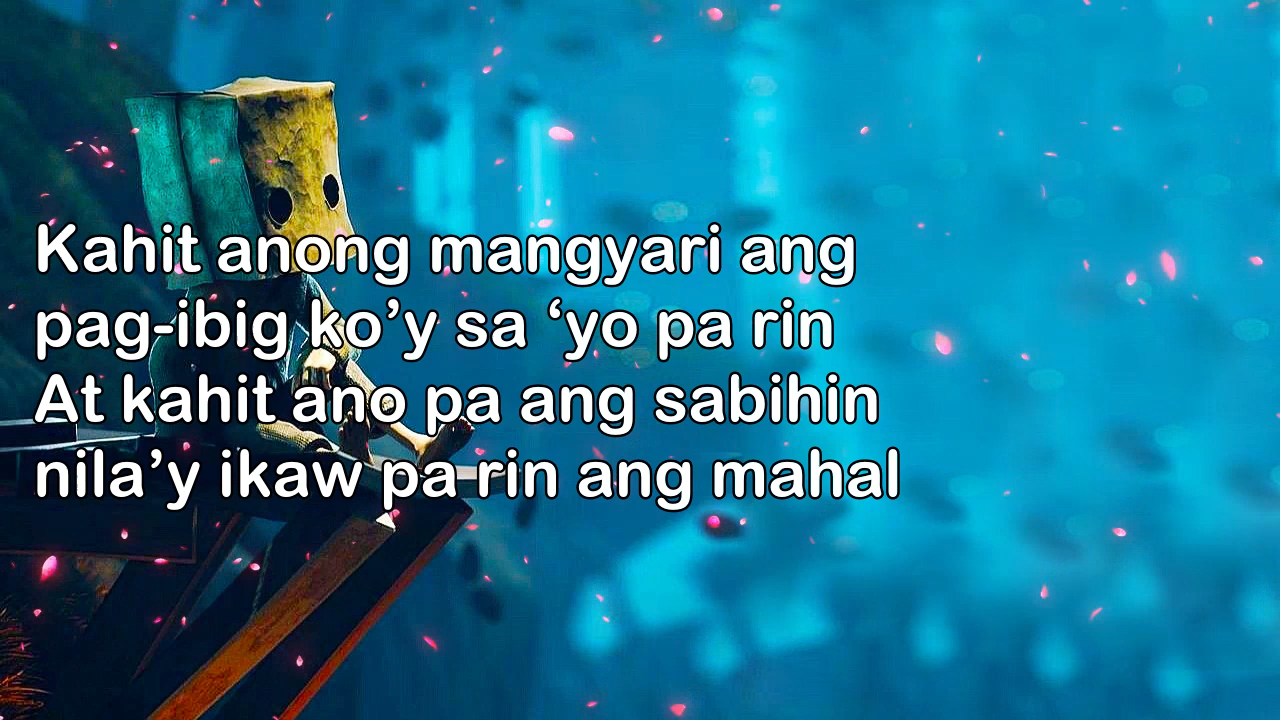 Kahit anong mangyari ang
pag-ibig ko’y sa ‘yo pa rin
At kahit ano pa ang sabihin
nila’y ikaw pa rin ang mahal